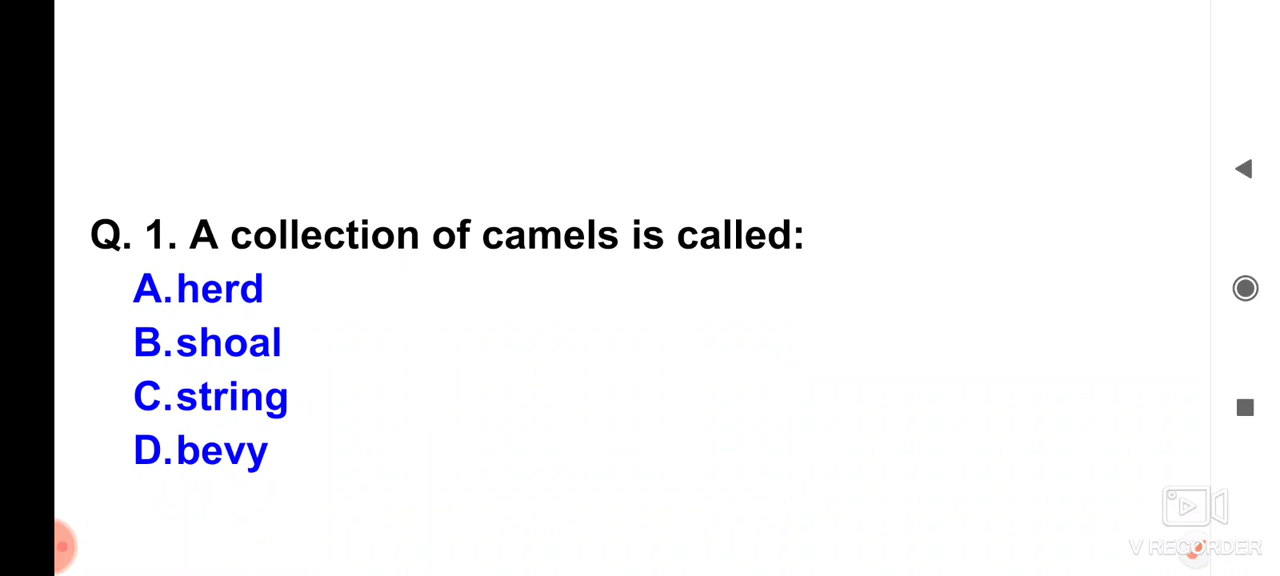 Q. 1. A collection of camels is called:
A.herd
B.shoal
C.string
D.bevy
V RECORDER